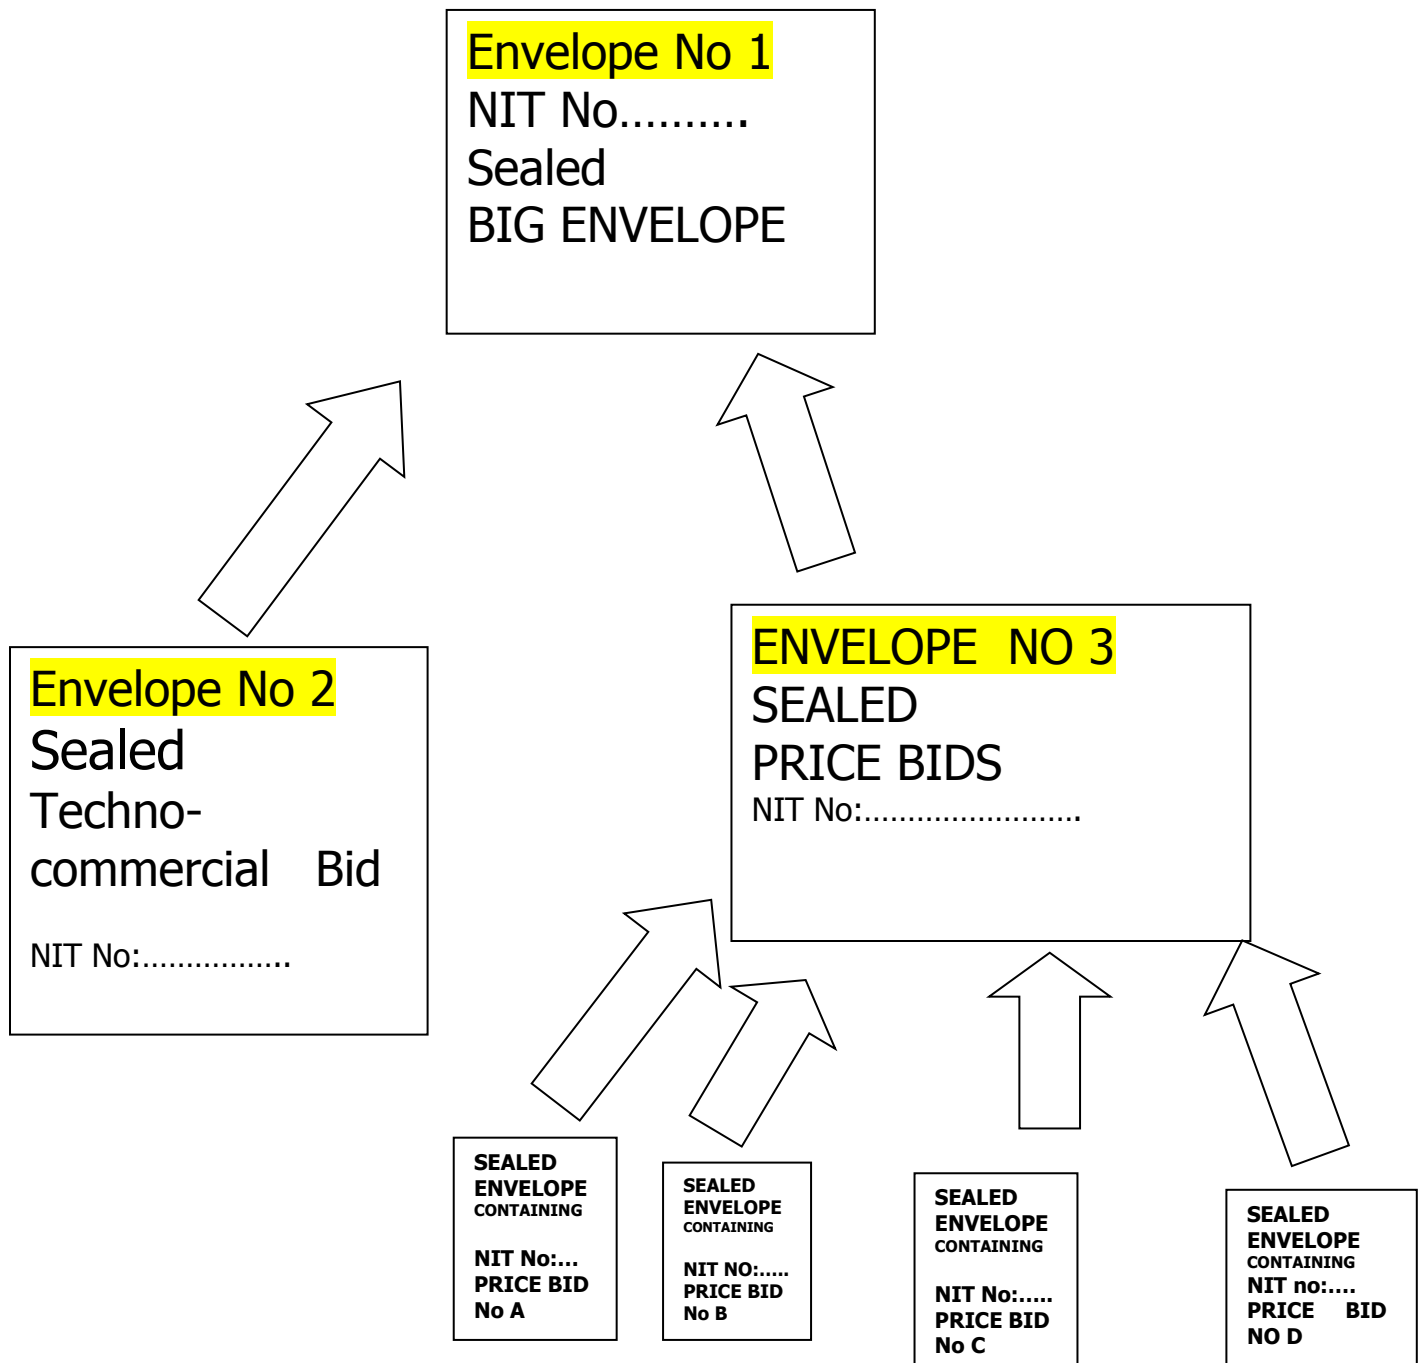 Envelope No 1
NIT No……….
Sealed
BIG ENVELOPE
Envelope No 2
Sealed
Techno-
commercial Bid
NIT No:……………..
ENVELOPE NO 3
SEALED
PRICE BIDS
NIT No:…………………….
SEALED
ENVELOPE
CONTAINING
NIT No:...
PRICE BID
No A
SEALED
ENVELOPE
CONTAINING
NIT NO:.....
PRICE BID
No B
SEALED
ENVELOPE
CONTAINING
NIT No:.....
PRICE BID
No C
SEALED
ENVELOPE
CONTAINING
NIT no:....
PRICE BID
NO D